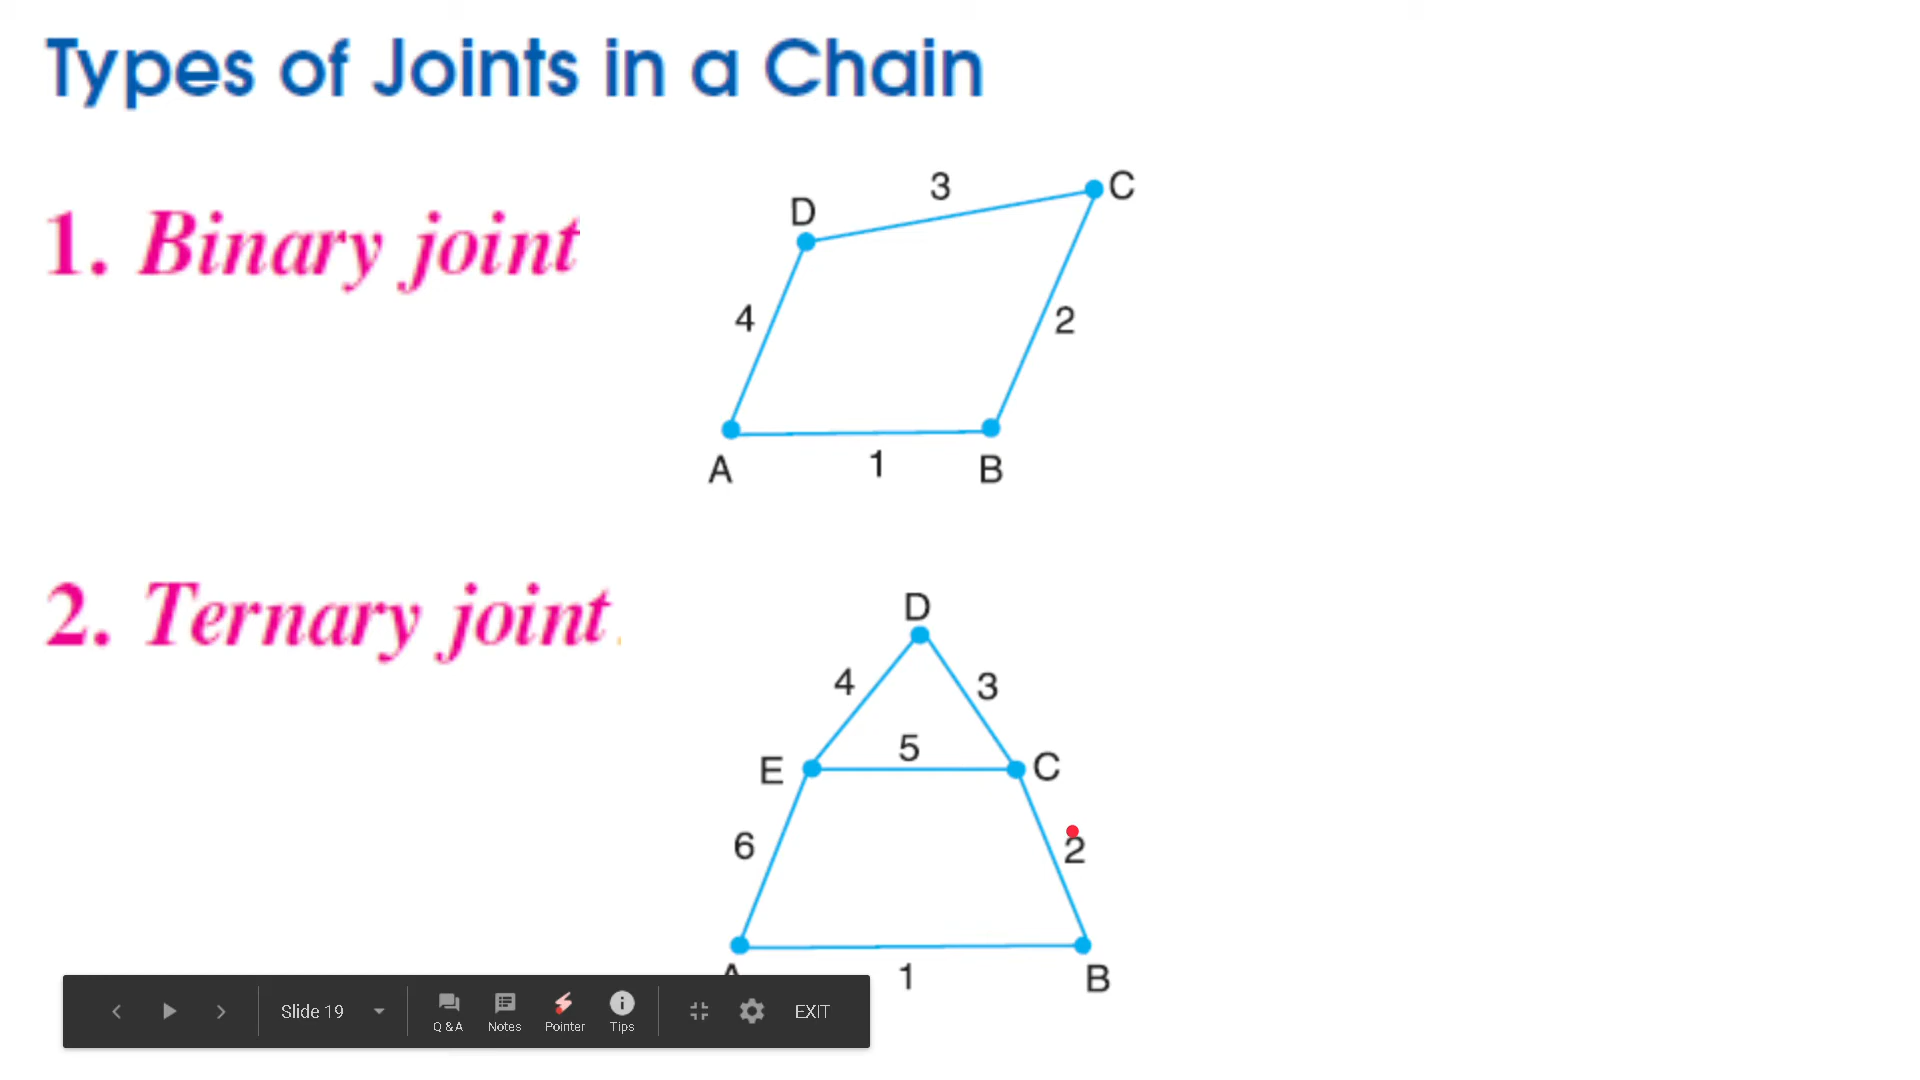 Types of Joints in a Chain
1. Binary joint
D
3
C
4
2
A
1
B
2. Ternary joint
D
4
3
E
5
C
6
2
A
1
B
Slide 19
Q & A
Notes
Pointer
Tips
EXIT